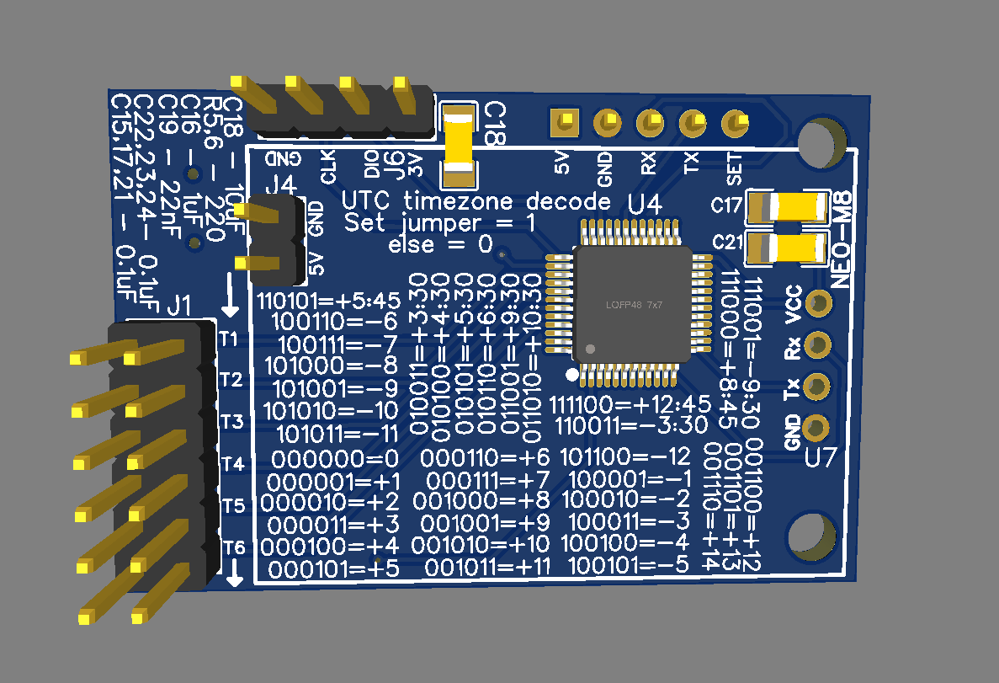 C18 - 10uF
R5,6 - 220
C16 - 1uF
C19 - 22nF
C22,23,24- 0.1uF
C15,17,21 - 0.1uF
GND
CLK
DIO
J6
3V
C18
5V
GND
RX
TX
SET
J4
GND
5V
UTC timezone decode
Set jumper = 1
else = 0
U4
C17
C21
NEO-M8
J1
T1
T2
T3
T4
T5
T6
110101=+5:45
100110=-6
100111=-7
101000=-8
101001=-9
101010=-10
101011=-11
000000=0
000001=+1
000010=+2
000011=+3
000100=+4
000101=+5
010011=+3:30
010100=+4:30
010101=+5:30
010110=+6:30
011001=+9:30
011010=+10:30
LQFP48 7x7
111100=+12:45
110011=-3:30
000110=+6
000111=+7
001000=+8
001001=+9
001010=+10
001011=+11
101100=-12
100001=-1
100010=-2
100011=-3
100100=-4
100101=-5
111001=-9:30
111000=+8:45
001100=+12
001101=+13
001110=+14
VCC
Rx
Tx
GND
U7